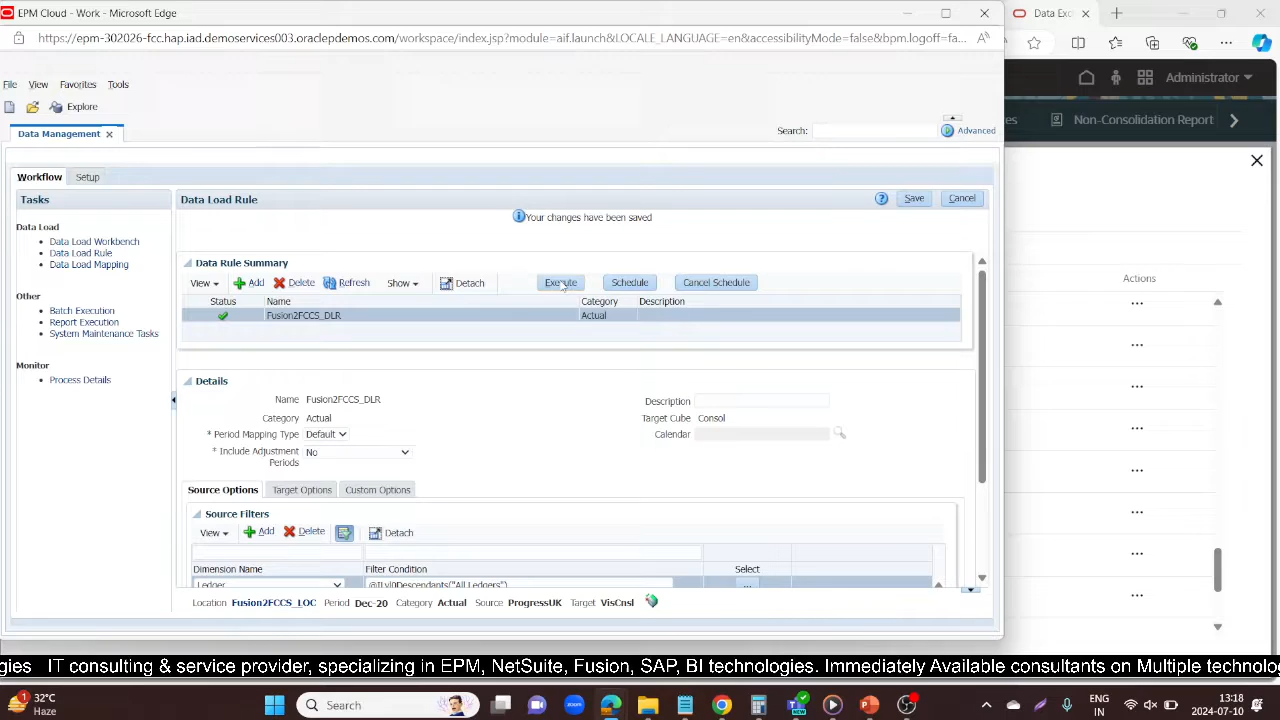 EPM Cloud - Work - Microsoft Edge
https://epm-302026-fcc.hap.iad.demoservices003.oraclepdemos.com/workspace/index.jsp?module=aif.launch&LOCALE_LANGUAGE=en&accessibilityMode=false&bpm.logoff=fa...
Data Exc
Administrator
Non-Consolidation Report
File View Favorites Tools
Explore
Data Management
Search:
Advanced
Workflow Setup
Tasks
Data Load
Data Load Workbench
Data Load Rule
Data Load Mapping
Other
Batch Execution
Report Execution
System Maintenance Tasks
Monitor
Process Details
Data Load Rule
Save Cancel
Your changes have been saved
Data Rule Summary
View Add Delete Refresh Show Detach Execute Schedule Cancel Schedule
Status Name Category Description
Fusion2FCCS_DLR Actual
Details
Name Fusion2FCCS_DLR
Description
Category Actual
Target Cube Consol
* Period Mapping Type Default
Calendar
* Include Adjustment Periods No
Source Options Target Options Custom Options
Source Filters
View Add Delete Detach
Dimension Name Filter Condition Select
Ledger @ILvl0Descendants("All Ledgers") ...
Location Fusion2FCCS_LOC Period Dec-20 Category Actual Source ProgressUK Target VisCnsl
Actions
gies IT consulting & service provider, specializing in EPM, NetSuite, Fusion, SAP, BI technologies. Immediately Available consultants on Multiple technolo
1
32°C
Haze
Search
zoom
ENG
IN
13:18
2024-07-10